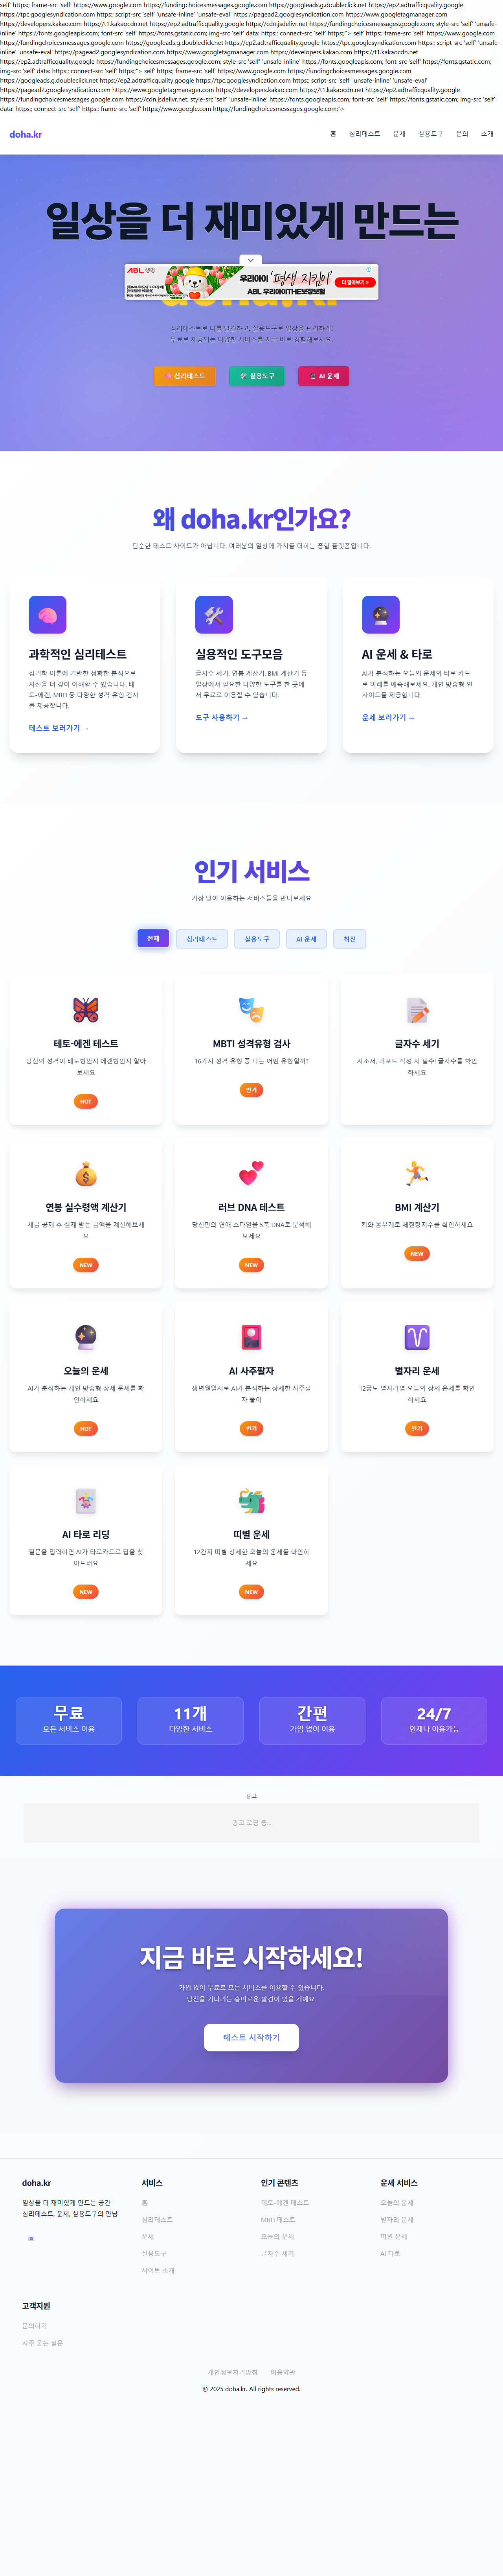 self' https:; frame-src 'self' https://www.google.com https://fundingchoicesmessages.google.com https://googleads.g.doubleclick.net https://ep2.adtrafficquality.google
https://tpc.googlesyndication.com https:; script-src 'self' 'unsafe-inline' 'unsafe-eval' https://pagead2.googlesyndication.com https://www.googletagmanager.com
https://developers.kakao.com https://t1.kakaocdn.net https://ep2.adtrafficquality.google https://cdn.jsdelivr.net https://fundingchoicesmessages.google.com; style-src 'self' 'unsafe-
inline' https://fonts.googleapis.com; font-src 'self' https://fonts.gstatic.com; img-src 'self' data: https:; connect-src 'self' https:;"> self' https:; frame-src 'self' https://www.google.com
https://fundingchoicesmessages.google.com https://googleads.g.doubleclick.net https://ep2.adtrafficquality.google https://tpc.googlesyndication.com https:; script-src 'self' 'unsafe-
inline' 'unsafe-eval' https://pagead2.googlesyndication.com https://www.googletagmanager.com https://developers.kakao.com https://t1.kakaocdn.net
https://ep2.adtrafficquality.google https://fundingchoicesmessages.google.com; style-src 'self' 'unsafe-inline' https://fonts.googleapis.com; font-src 'self' https://fonts.gstatic.com;
img-src 'self' data: https:; connect-src 'self' https:;"> self' https:; frame-src 'self' https://www.google.com https://fundingchoicesmessages.google.com
https://googleads.g.doubleclick.net https://ep2.adtrafficquality.google https://tpc.googlesyndication.com https:; script-src 'self' 'unsafe-inline' 'unsafe-eval'
https://pagead2.googlesyndication.com https://www.googletagmanager.com https://developers.kakao.com https://t1.kakaocdn.net https://ep2.adtrafficquality.google
https://fundingchoicesmessages.google.com https://cdn.jsdelivr.net; style-src 'self' 'unsafe-inline' https://fonts.googleapis.com; font-src 'self' https://fonts.gstatic.com; img-src 'self'
data: https:; connect-src 'self' https:; frame-src 'self' https://www.google.com https://fundingchoicesmessages.google.com;">
doha.kr
홈 심리테스트 운세 실용도구 문의 소개
일상을 더 재미있게 만드는
ABL생명
우리아이 '평생 지킴이'
ABL 우리아이THE보장보험
더 알아보기 >
doha.kr
심리테스트로 나를 발견하고, 실용도구로 일상을 편리하게!
무료로 제공되는 다양한 서비스를 지금 바로 경험해보세요.
심리테스트 실용도구 AI 운세
왜 doha.kr인가요?
단순한 테스트 사이트가 아닙니다. 여러분의 일상에 가치를 더하는 종합 플랫폼입니다.
과학적인 심리테스트
심리학 이론에 기반한 정확한 분석으로
자신을 더 깊이 이해할 수 있습니다. 테
토-에겐, MBTI 등 다양한 성격 유형 검사
를 제공합니다.
테스트 보러가기 →
실용적인 도구모음
글자수 세기, 연봉 계산기, BMI 계산기 등
일상에서 필요한 다양한 도구를 한 곳에
서 무료로 이용할 수 있습니다.
도구 사용하기 →
AI 운세 & 타로
AI가 분석하는 오늘의 운세와 타로 카드
로 미래를 예측해보세요. 개인 맞춤형 인
사이트를 제공합니다.
운세 보러가기 →
인기 서비스
가장 많이 이용하는 서비스들을 만나보세요
전체 심리테스트 실용도구 AI 운세 최신
테토-에겐 테스트
당신의 성격이 테토형인지 에겐형인지 알아
보세요
HOT
MBTI 성격유형 검사
16가지 성격 유형 중 나는 어떤 유형일까?
인기
글자수 세기
자소서, 리포트 작성 시 필수! 글자수를 확인
하세요
연봉 실수령액 계산기
세금 공제 후 실제 받는 금액을 계산해보세
요
NEW
러브 DNA 테스트
당신만의 연애 스타일을 5축 DNA로 분석해
보세요
NEW
BMI 계산기
키와 몸무게로 체질량지수를 확인하세요
NEW
오늘의 운세
AI가 분석하는 개인 맞춤형 상세 운세를 확
인하세요
HOT
AI 사주팔자
생년월일시로 AI가 분석하는 상세한 사주팔
자 풀이
인기
별자리 운세
12궁도 별자리별 오늘의 상세 운세를 확인
하세요
인기
AI 타로 리딩
질문을 입력하면 AI가 타로카드로 답을 찾
아드려요
NEW
띠별 운세
12간지 띠별 상세한 오늘의 운세를 확인하
세요
NEW
무료
모든 서비스 이용
11개
다양한 서비스
간편
가입 없이 이용
24/7
언제나 이용가능
광고
광고 로딩 중...
지금 바로 시작하세요!
가입 없이 무료로 모든 서비스를 이용할 수 있습니다.
당신을 기다리는 흥미로운 발견이 있을 거예요.
테스트 시작하기
doha.kr
일상을 더 재미있게 만드는 공간
심리테스트, 운세, 실용도구의 만남
서비스
홈
심리테스트
운세
실용도구
사이트 소개
인기 콘텐츠
테토-에겐 테스트
MBTI 테스트
오늘의 운세
글자수 세기
운세 서비스
오늘의 운세
별자리 운세
띠별 운세
AI 타로
고객지원
문의하기
자주 묻는 질문
개인정보처리방침 이용약관
© 2025 doha.kr. All rights reserved.